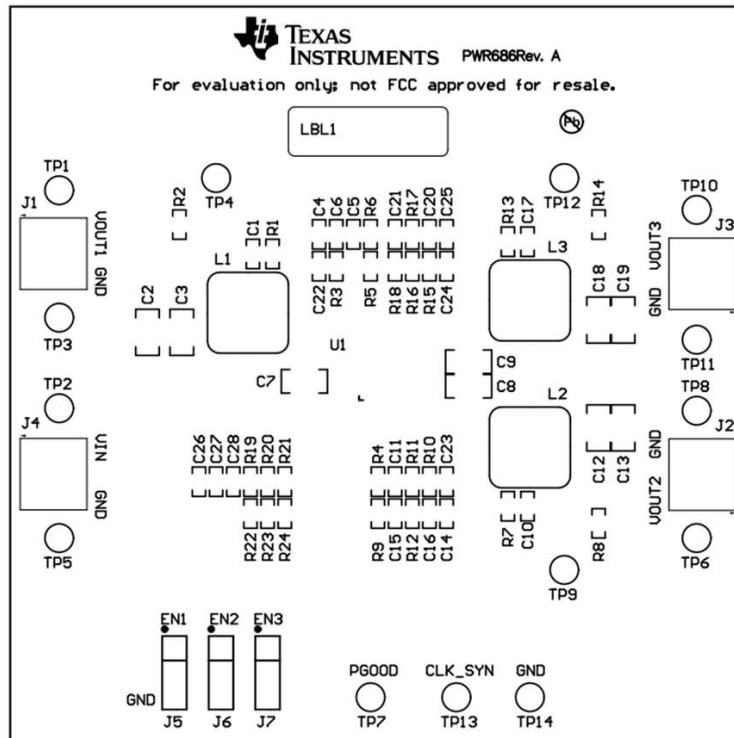 TEXAS
INSTRUMENTS PWR686Rev. A
For evaluation only; not FCC approved for resale.
LBL1
Pb
TP1
J1
VOUT1
GND
TP3
TP4
R2
C1
R1
L1
C2
C3
C4
C6
C5
R6
C21
R17
C20
C25
C22
R3
R5
R18
R16
R15
C24
TP12
R13
C17
R14
L3
C18
C19
TP10
J3
VOUT3
GND
TP11
U1
C7
C9
C8
TP2
J4
VIN
GND
TP5
C26
C27
C28
R19
R20
R21
R22
R23
R24
R4
C11
R11
R10
C23
R9
C15
R12
C16
C14
L2
C12
C13
R7
C10
R8
TP9
TP8
J2
GND
VOUT2
TP6
EN1
EN2
EN3
GND
J5
J6
J7
PGOOD
CLK_SYN
GND
TP7
TP13
TP14